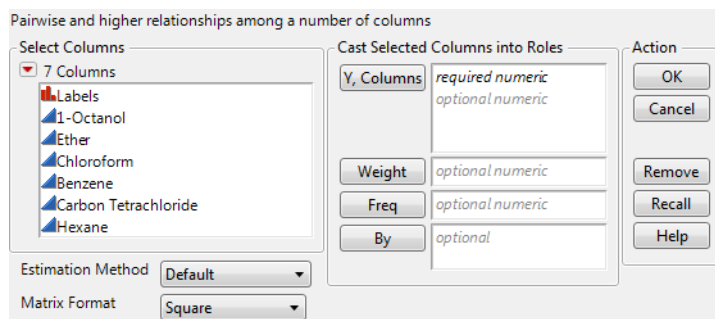 Pairwise and higher relationships among a number of columns
Select Columns
7 Columns
Labels
1-Octanol
Ether
Chloroform
Benzene
Carbon Tetrachloride
Hexane
Estimation Method Default
Matrix Format Square
Cast Selected Columns into Roles
Y, Columns required numeric
optional numeric
Weight optional numeric
Freq optional numeric
By optional
Action
OK
Cancel
Remove
Recall
Help